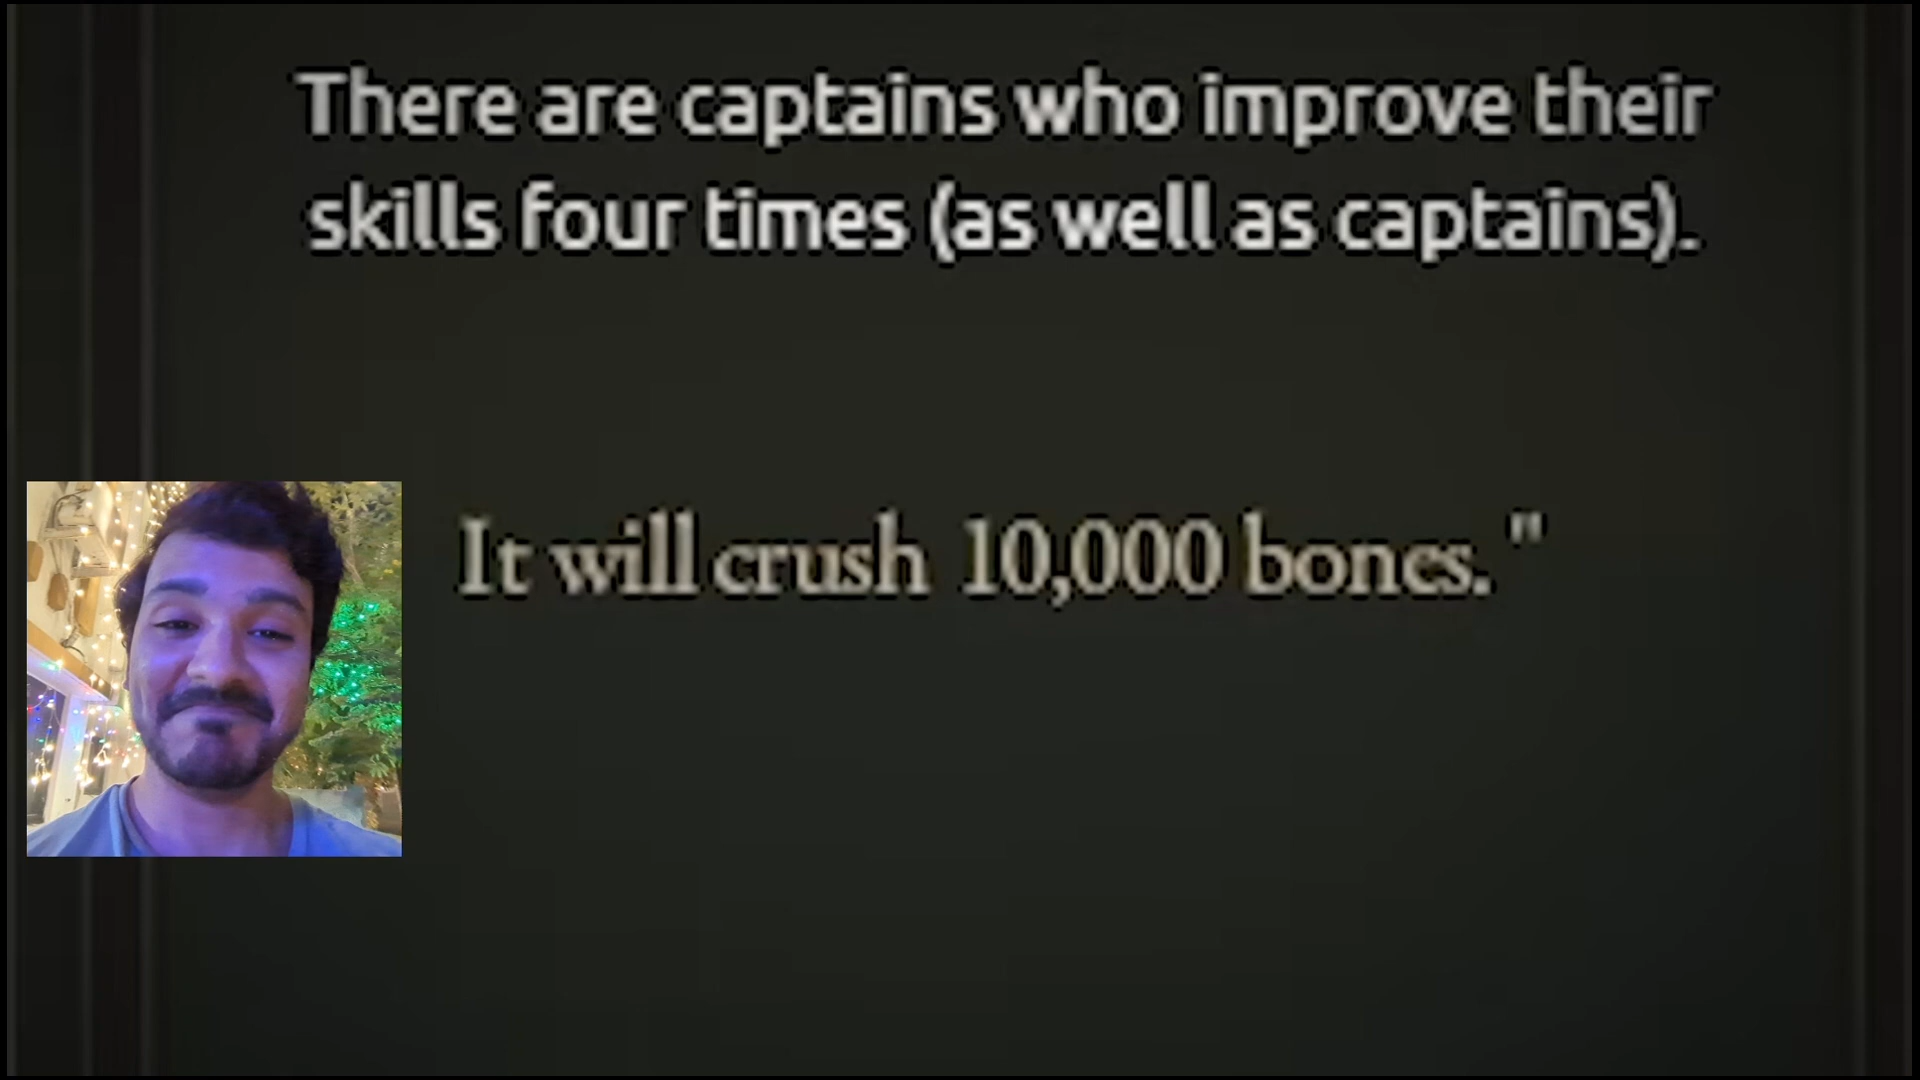 There are captains who improve their
skills four times (as well as captains).
It will crush 10,000 bones. "